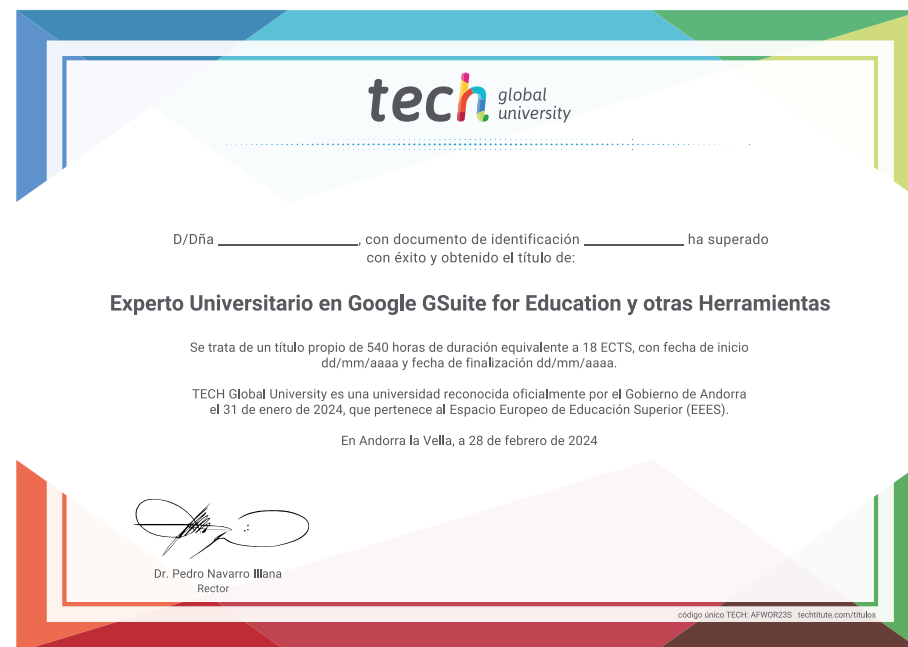 tech global
university
D/Dña ______________, con documento de identificación __________ ha superado
con éxito y obtenido el título de:
Experto Universitario en Google GSuite for Education y otras Herramientas
Se trata de un título propio de 540 horas de duración equivalente a 18 ECTS, con fecha de inicio
dd/mm/aaaa y fecha de finalización dd/mm/aaaa.
TECH Global University es una universidad reconocida oficialmente por el Gobierno de Andorra
el 31 de enero de 2024, que pertenece al Espacio Europeo de Educación Superior (EEES).
En Andorra la Vella, a 28 de febrero de 2024
Dr. Pedro Navarro Illana
Rector
código único TECH: AFWOR23S techtitute.com/titulos